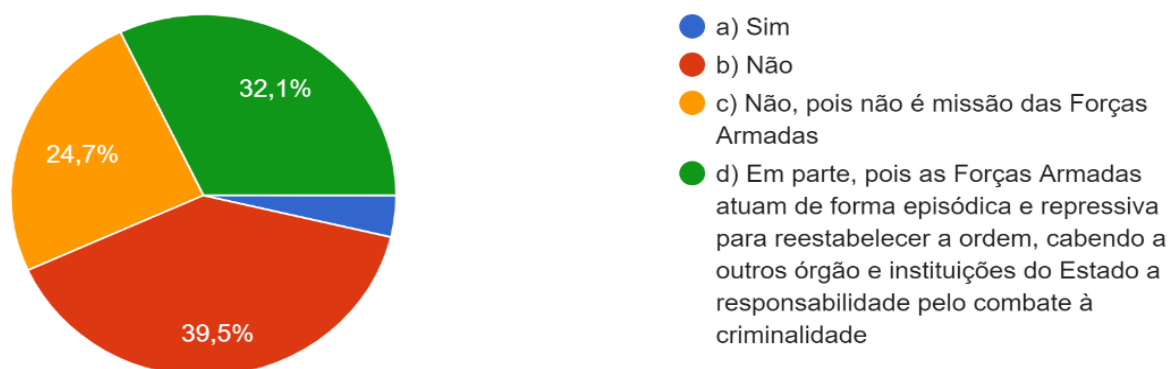 32,1%
24,7%
39,5%
a) Sim
b) Não
c) Não, pois não é missão das Forças
Armadas
d) Em parte, pois as Forças Armadas
atuam de forma episódica e repressiva
para reestabelecer a ordem, cabendo a
outros órgão e instituições do Estado a
responsabilidade pelo combate à
criminalidade